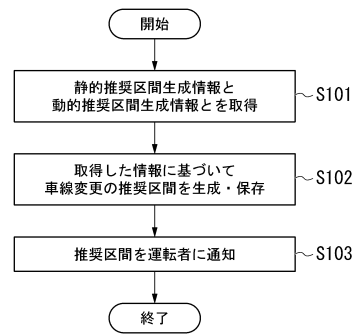 開始
静的推奨区間生成情報と
動的推奨区間生成情報とを取得
S101
取得した情報に基づいて
車線変更の推奨区間を生成・保存
S102
推奨区間を運転者に通知
S103
終了